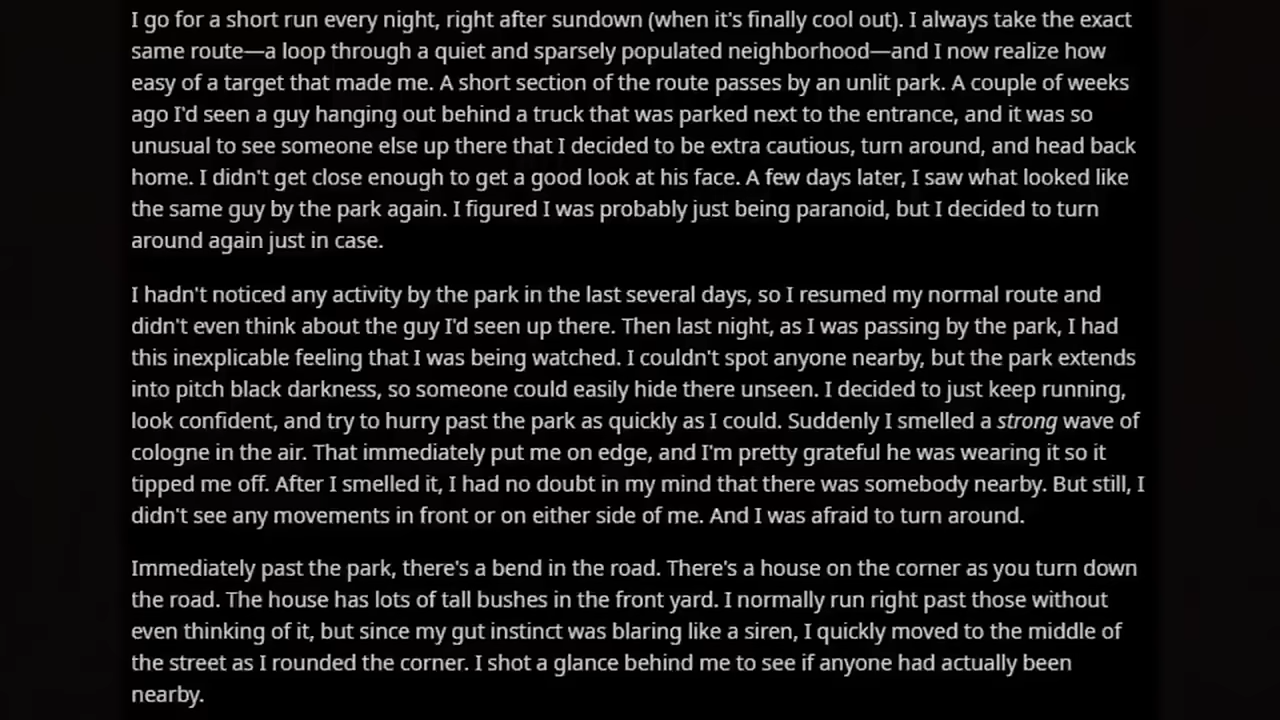 I go for a short run every night, right after sundown (when it's finally cool out). I always take the exact
same route—a loop through a quiet and sparsely populated neighborhood—and I now realize how
easy of a target that made me. A short section of the route passes by an unlit park. A couple of weeks
ago I'd seen a guy hanging out behind a truck that was parked next to the entrance, and it was so
unusual to see someone else up there that I decided to be extra cautious, turn around, and head back
home. I didn't get close enough to get a good look at his face. A few days later, I saw what looked like
the same guy by the park again. I figured I was probably just being paranoid, but I decided to turn
around again just in case.
I hadn't noticed any activity by the park in the last several days, so I resumed my normal route and
didn't even think about the guy I'd seen up there. Then last night, as I was passing by the park, I had
this inexplicable feeling that I was being watched. I couldn't spot anyone nearby, but the park extends
into pitch black darkness, so someone could easily hide there unseen. I decided to just keep running,
look confident, and try to hurry past the park as quickly as I could. Suddenly I smelled a strong wave of
cologne in the air. That immediately put me on edge, and I'm pretty grateful he was wearing it so it
tipped me off. After I smelled it, I had no doubt in my mind that there was somebody nearby. But still, I
didn't see any movements in front or on either side of me. And I was afraid to turn around.
Immediately past the park, there's a bend in the road. There's a house on the corner as you turn down
the road. The house has lots of tall bushes in the front yard. I normally run right past those without
even thinking of it, but since my gut instinct was blaring like a siren, I quickly moved to the middle of
the street as I rounded the corner. I shot a glance behind me to see if anyone had actually been
nearby.